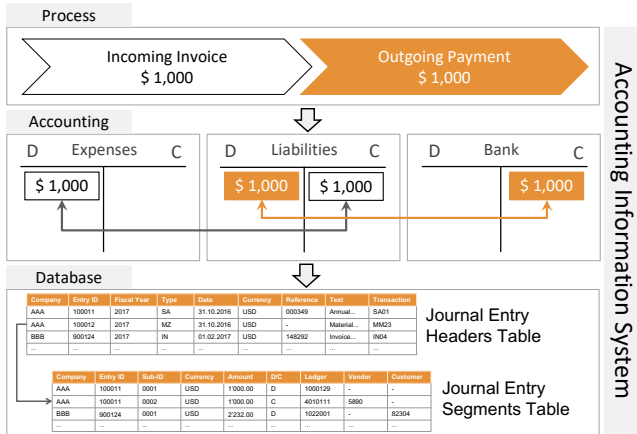 Process
Incoming Invoice
$ 1,000
Outgoing Payment
$ 1,000
Accounting
D Expenses C
$ 1,000
D Liabilities C
$ 1,000 $ 1,000
D Bank C
$ 1,000
Database
Company Entry ID Fiscal Year Type Date Currency Reference Text Transaction
AAA 100011 2017 SA 31.10.2016 USD 000349 Annual... SA01
AAA 100012 2017 MZ 31.10.2016 USD - Material... MM23
BBB 900124 2017 IN 01.02.2017 USD 148292 Invoice... IN04
... ... ... ... ... ... ... ... ...
Journal Entry
Headers Table
Company Entry ID Sub-ID Currency Amount D/C Ledger Vendor Customer
AAA 100011 0001 USD 1'000.00 D 1000129 - -
AAA 100011 0002 USD 1'000.00 C 4010111 5890 -
BBB 900124 0001 USD 2'232.00 D 1022001 - 82304
... ... ... ... ... ... ... ... ...
Journal Entry
Segments Table
Accounting Information System